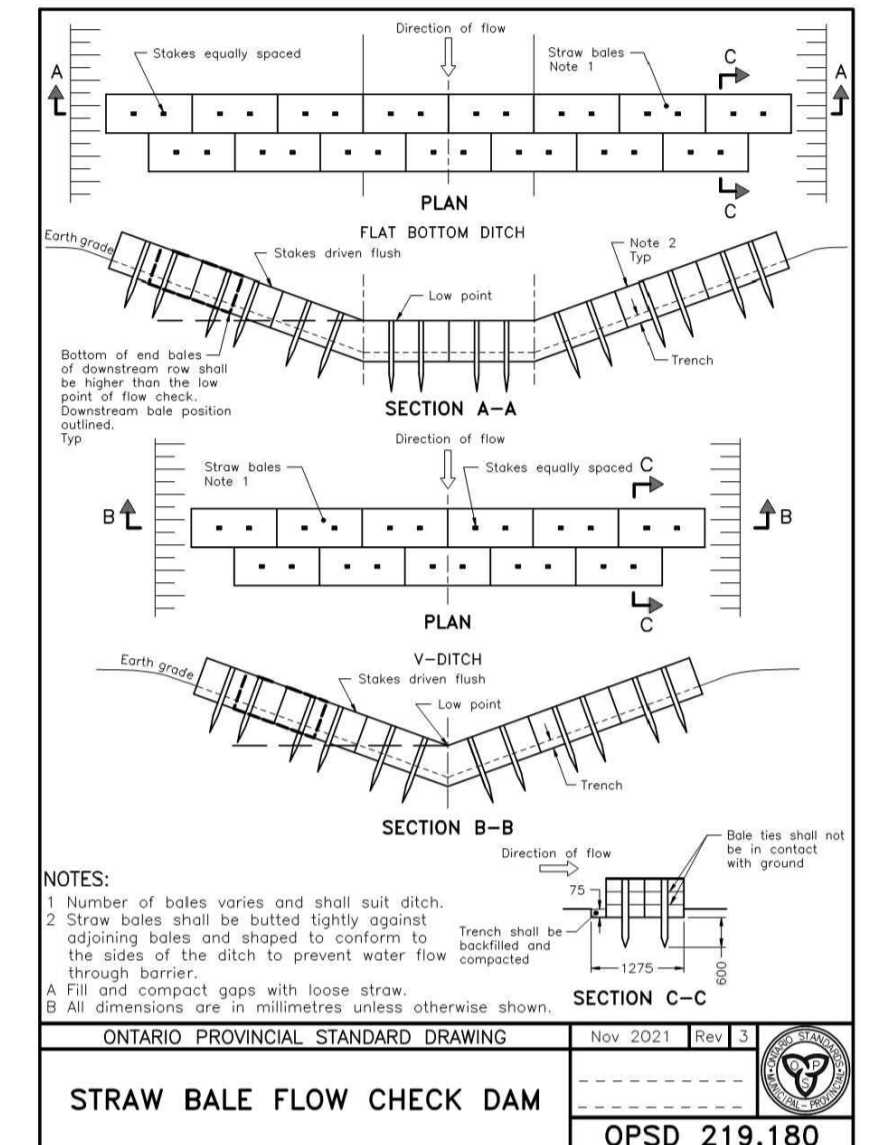 Direction of flow
Stakes equally spaced
Straw bales
Note 1
C
A
A
PLAN
C
FLAT BOTTOM DITCH
Earth grade
Stakes driven flush
Note 2
Typ
Low point
Trench
Bottom of end bales
of downstream row shall
be higher than the low
point of flow check.
Downstream bale position
outlined.
Typ
SECTION A-A
Direction of flow
Straw bales
Note 1
Stakes equally spaced
C
B
B
PLAN
C
V-DITCH
Earth grade
Stakes driven flush
Low point
Trench
SECTION B-B
Direction of flow
Bale ties shall not
be in contact
with ground
75
Trench shall be
backfilled and
compacted
1275
600
SECTION C-C
NOTES:
1 Number of bales varies and shall suit ditch.
2 Straw bales shall be butted tightly against
adjoining bales and shaped to conform to
the sides of the ditch to prevent water flow
through barrier.
A Fill and compact gaps with loose straw.
B All dimensions are in millimetres unless otherwise shown.
ONTARIO PROVINCIAL STANDARD DRAWING
Nov 2021 Rev 3
STRAW BALE FLOW CHECK DAM
ONTARIO STANDARDS
MUNICIPAL-PROVINCIAL
O P S
OPSD 219.180